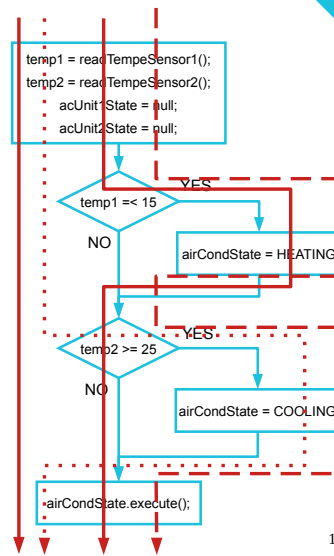 temp1 = readTempeSensor1();
temp2 = readTempeSensor2();
acUnit1State = null;
acUnit2State = null;
YES
temp1 =< 15
NO
airCondState = HEATING
YES
temp2 >= 25
NO
airCondState = COOLING
airCondState.execute();
1